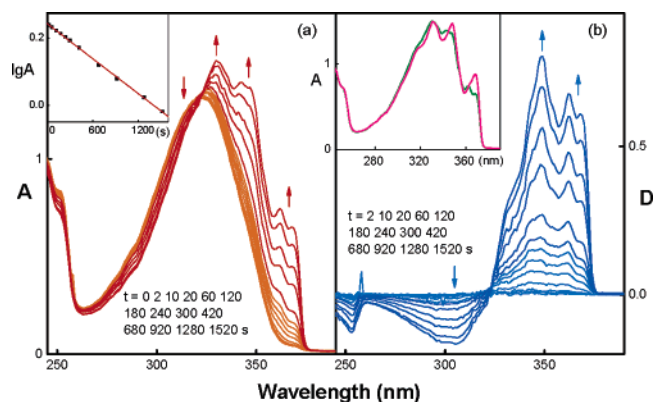 (a)
(b)
lgA
0.2
0.0
0 600 1200 (s)
A
1
0
t = 0 2 10 20 60 120
180 240 300 420
680 920 1280 1520 s
250 300 350
A
1
0
280 320 360 (nm)
t = 2 10 20 60 120
180 240 300 420
680 920 1280 1520 s
250 300 350
0.5
D
0.0
Wavelength (nm)